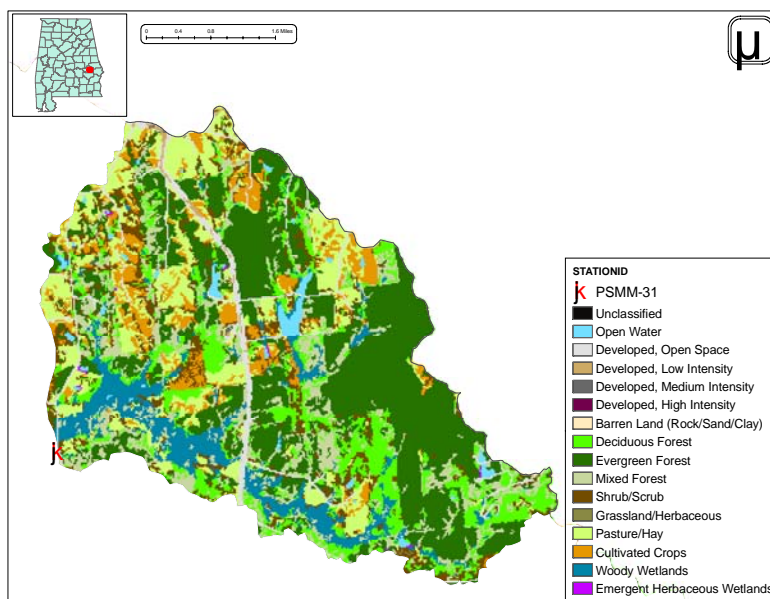 0 0.4 0.8 1.6 Miles
µ
STATIONID
jk PSMM-31
Unclassified
Open Water
Developed, Open Space
Developed, Low Intensity
Developed, Medium Intensity
Developed, High Intensity
Barren Land (Rock/Sand/Clay)
Deciduous Forest
Evergreen Forest
Mixed Forest
Shrub/Scrub
Grassland/Herbaceous
Pasture/Hay
Cultivated Crops
Woody Wetlands
Emergent Herbaceous Wetlands
jk